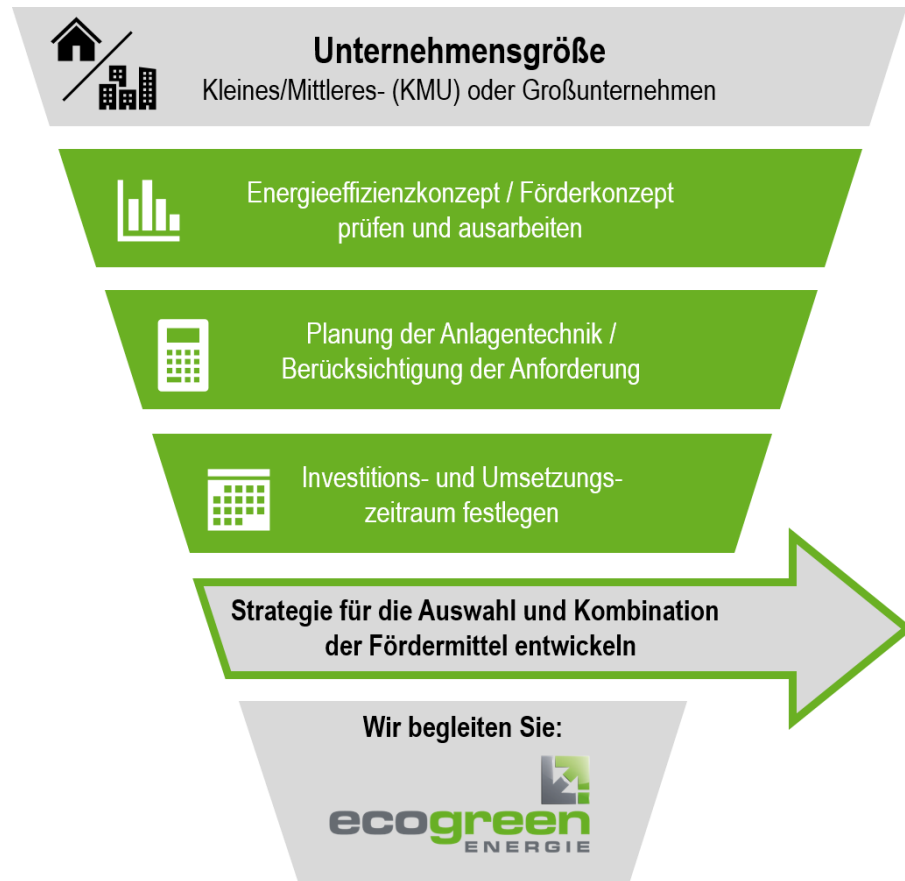 Unternehmensgröße
Kleines/Mittleres- (KMU) oder Großunternehmen
Energieeffizienzkonzept / Förderkonzept
prüfen und ausarbeiten
Planung der Anlagentechnik /
Berücksichtigung der Anforderung
Investitions- und Umsetzungs-
zeitraum festlegen
Strategie für die Auswahl und Kombination
der Fördermittel entwickeln
Wir begleiten Sie:
ecogreen
ENERGIE